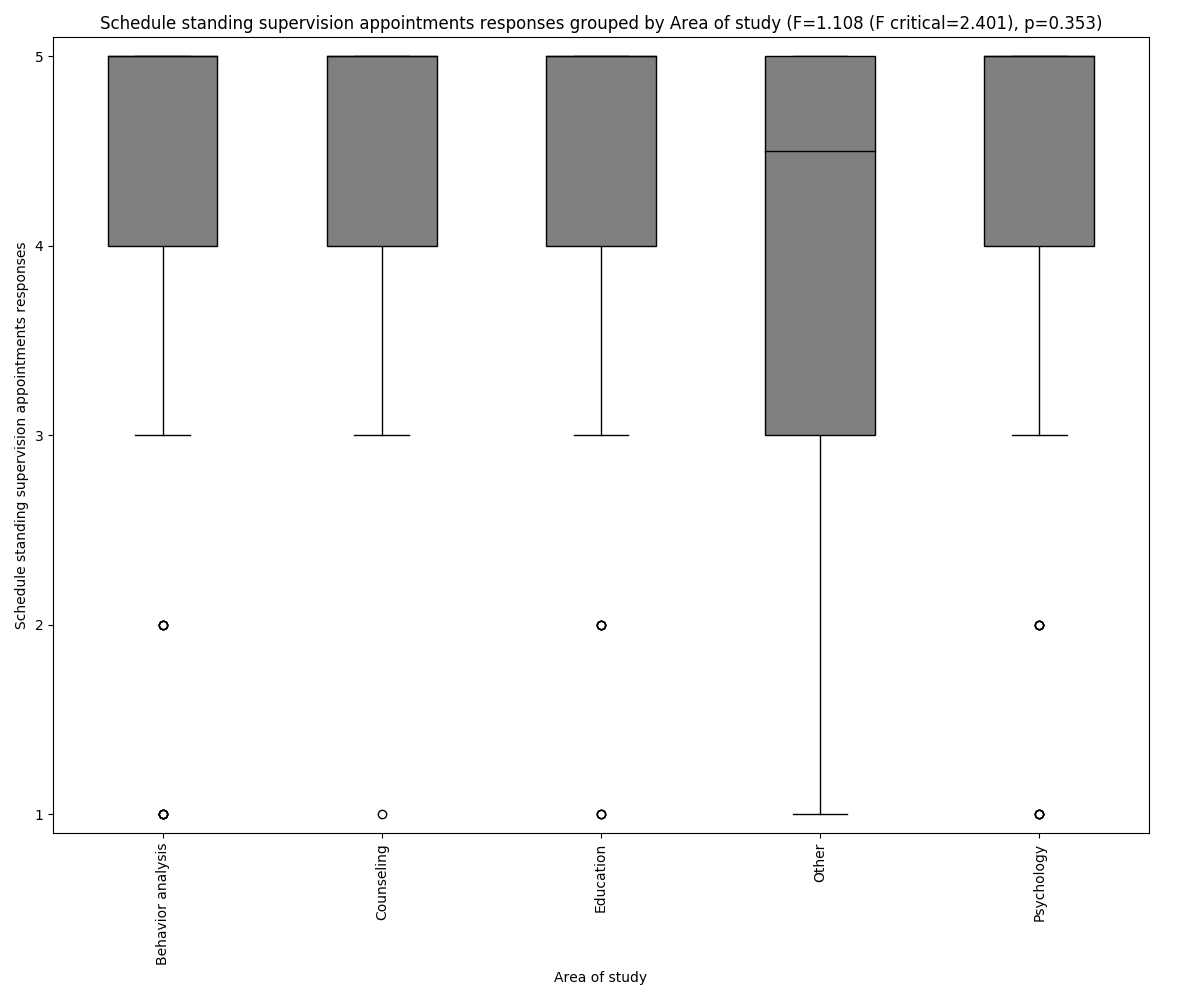 Schedule standing supervision appointments responses grouped by Area of study (F=1.108 (F critical=2.401), p=0.353)
Schedule standing supervision appointments responses
5
4
3
2
1
Behavior analysis
Counseling
Education
Other
Psychology
Area of study